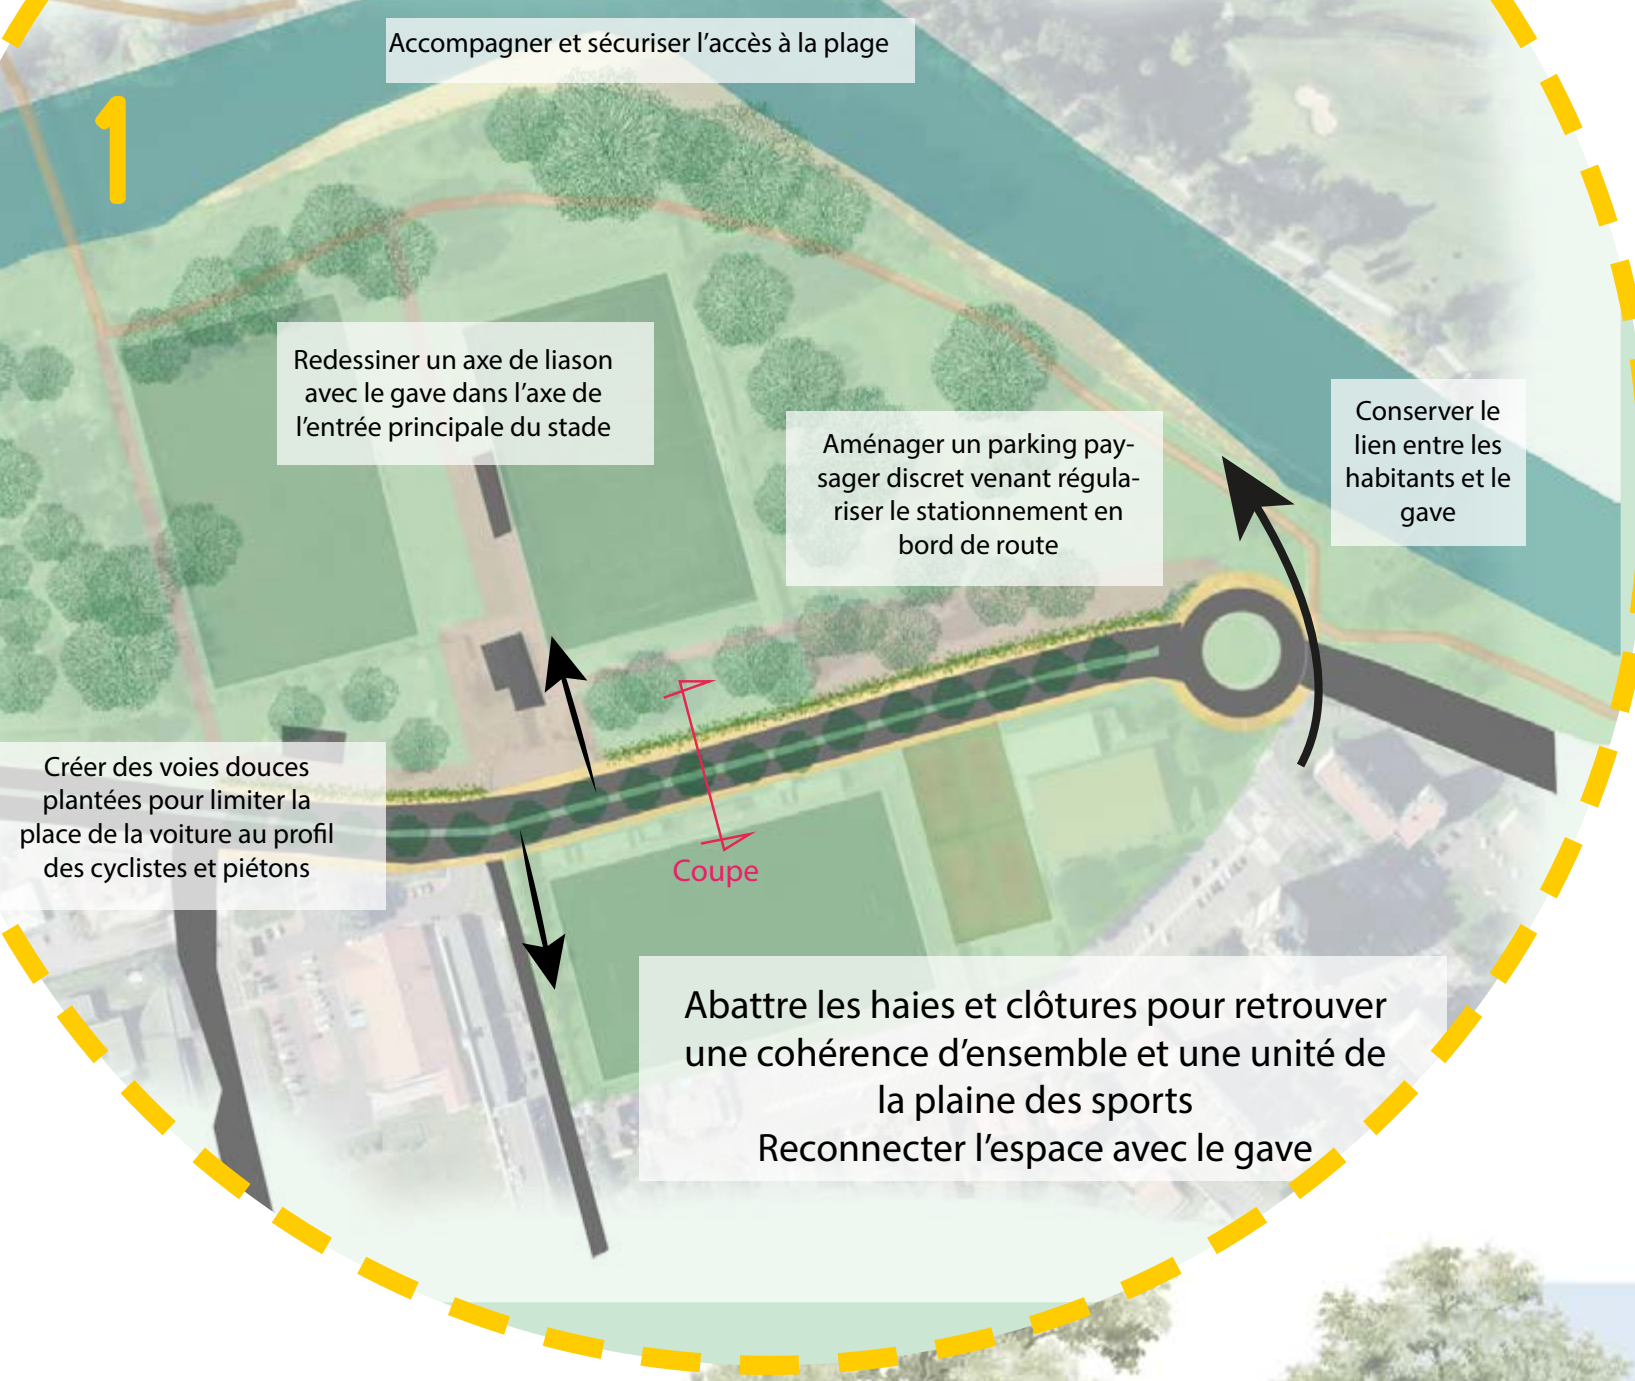 Accompagner et sécuriser l'accès à la plage
1
Redessiner un axe de liason
avec le gave dans l'axe de
l'entrée principale du stade
Aménager un parking pay-
sager discret venant régula-
riser le stationnement en
bord de route
Conserver le
lien entre les
habitants et le
gave
Créer des voies douces
plantées pour limiter la
place de la voiture au profil
des cyclistes et piétons
Coupe
Abattre les haies et clôtures pour retrouver
une cohérence d'ensemble et une unité de
la plaine des sports
Reconnecter l'espace avec le gave